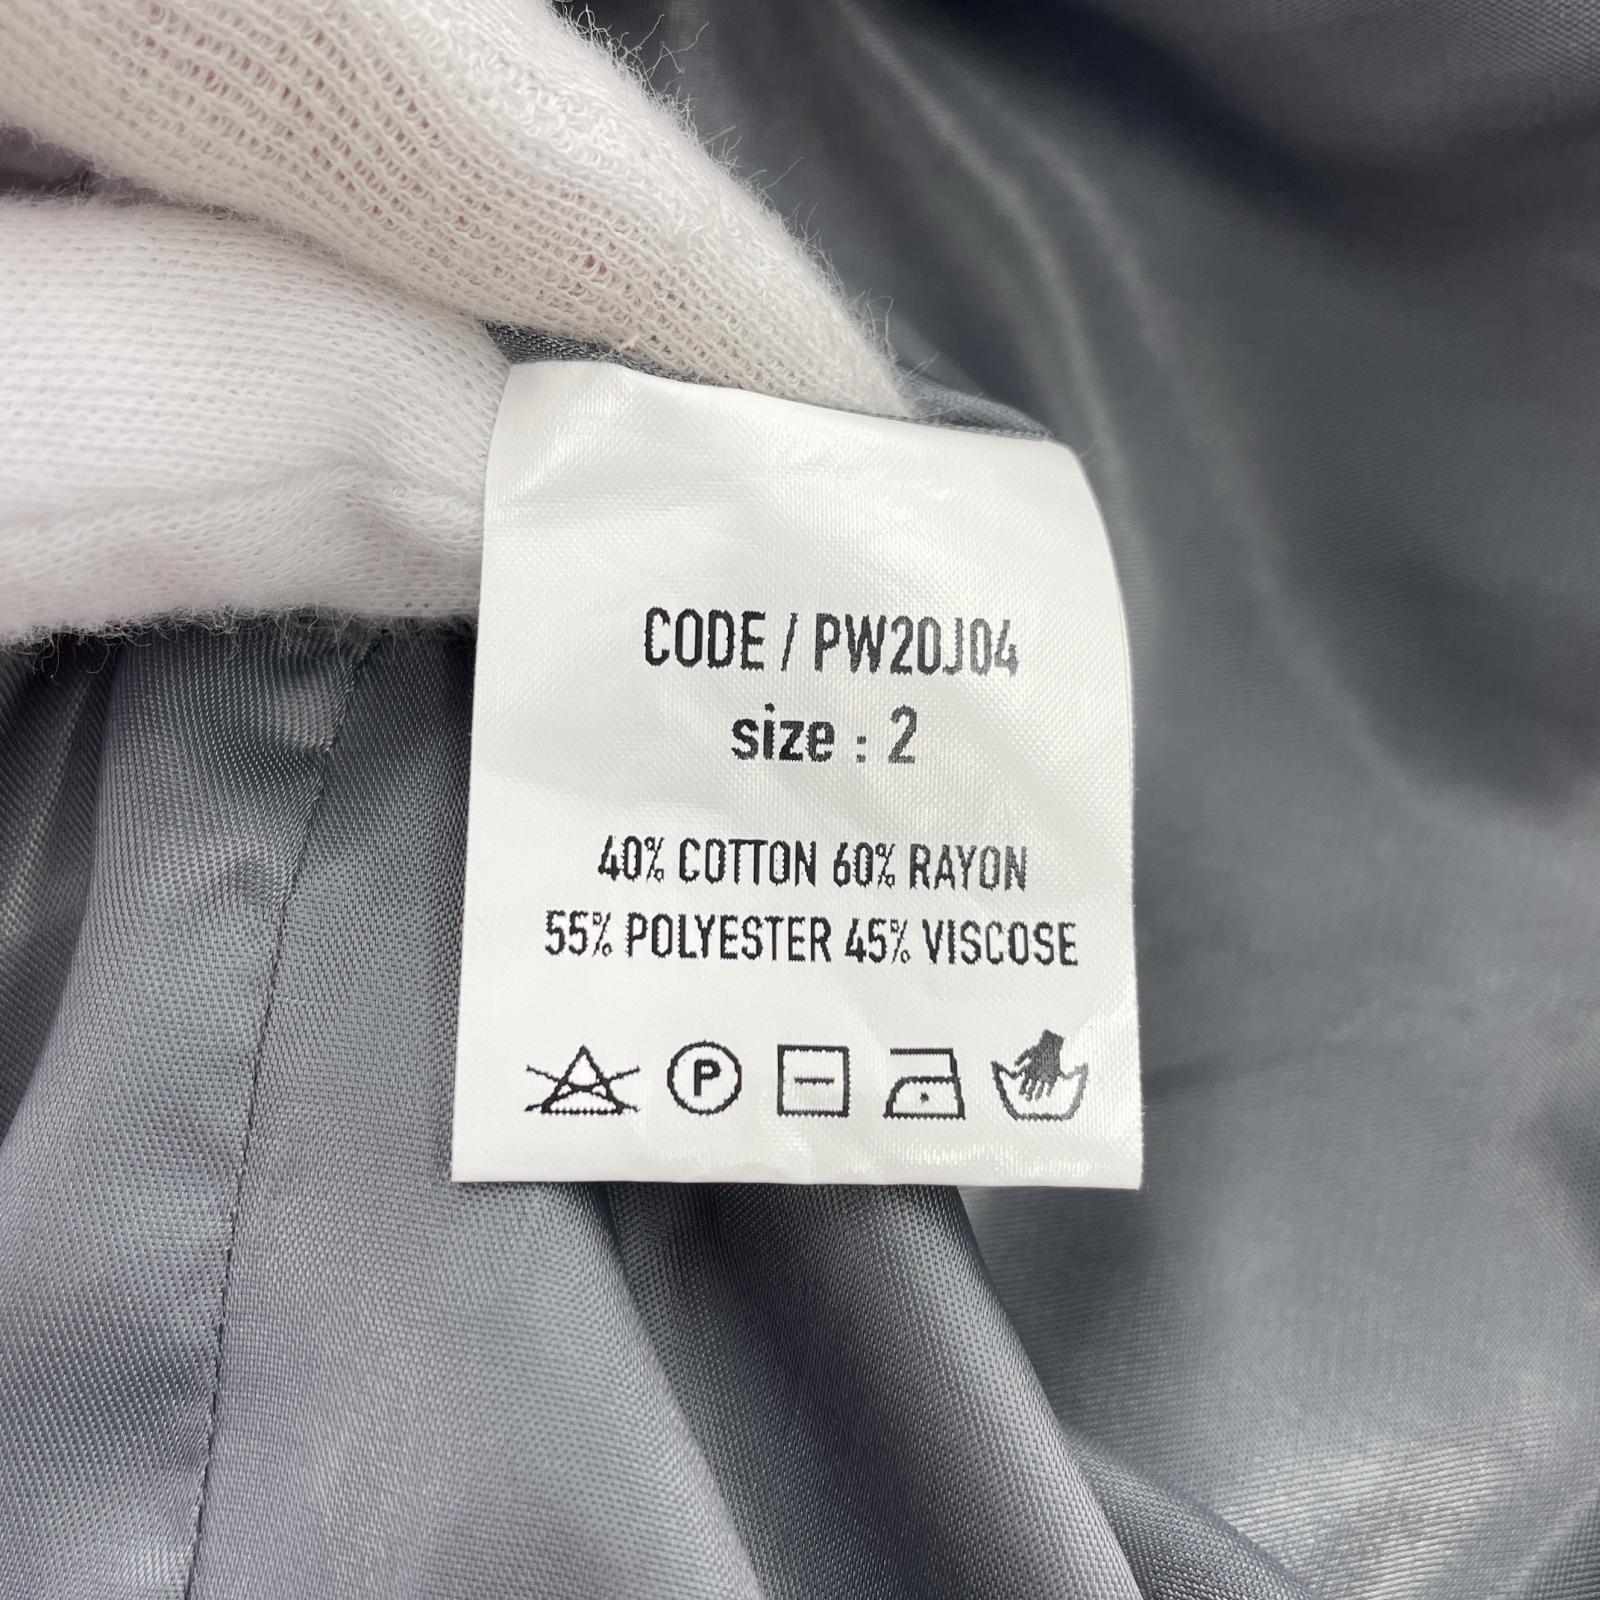 CODE / PW20J04
size : 2
40% COTTON 60% RAYON
55% POLYESTER 45% VISCOSE
P